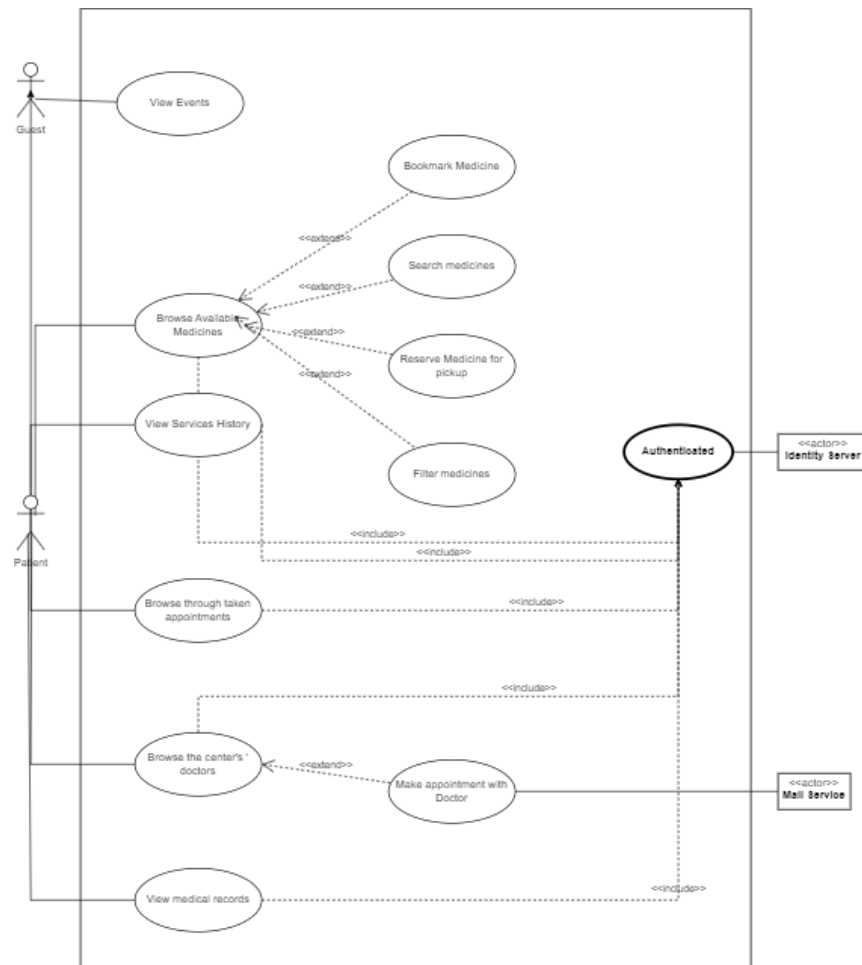 View Events
Guest
Bookmark Medicine
<<extend>>
Search medicines
<<extend>>
Browse Available
Medicines
<<extend>>
Reserve Medicine for
pickup
<<extend>>
View Services History
Filter medicines
Authenticated
<<actor>>
Identity Server
<<include>>
<<include>>
Patient
Browse through taken
appointments
<<include>>
<<include>>
Browse the center's '
doctors
<<extend>>
Make appointment with
Doctor
<<actor>>
Mail Service
View medical records
<<include>>